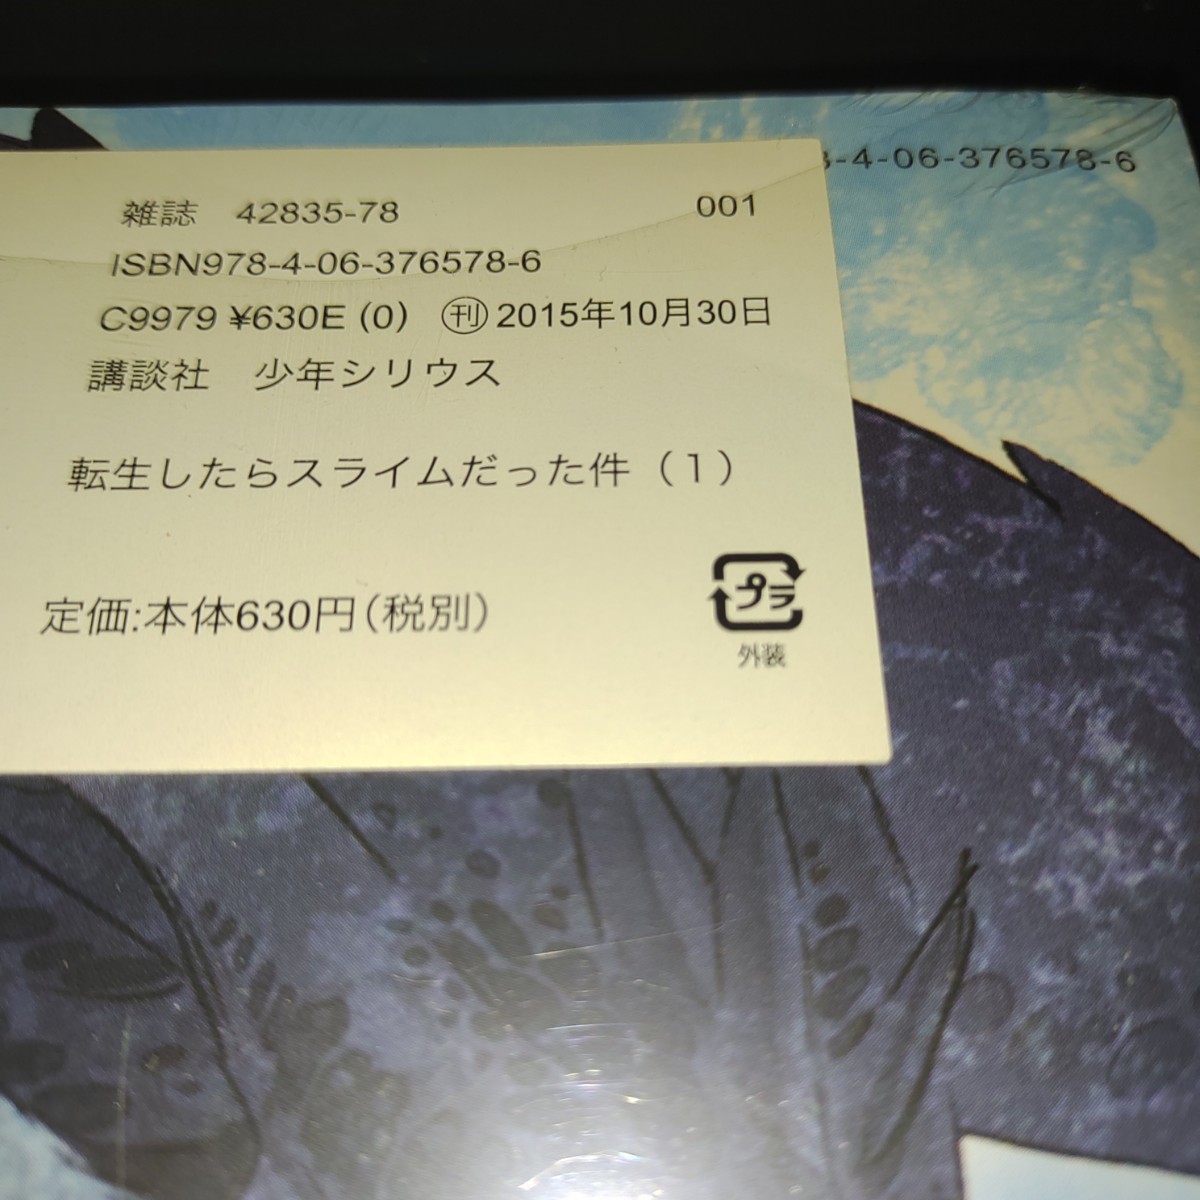 -4-06-376578-6
雑誌　42835-78　001
ISBN978-4-06-376578-6
C9979 ¥630E (0)　㊗2015年10月30日
講談社　少年シリウス
転生したらスライムだった件（1）
定価:本体630円(税別)
プラ
外装